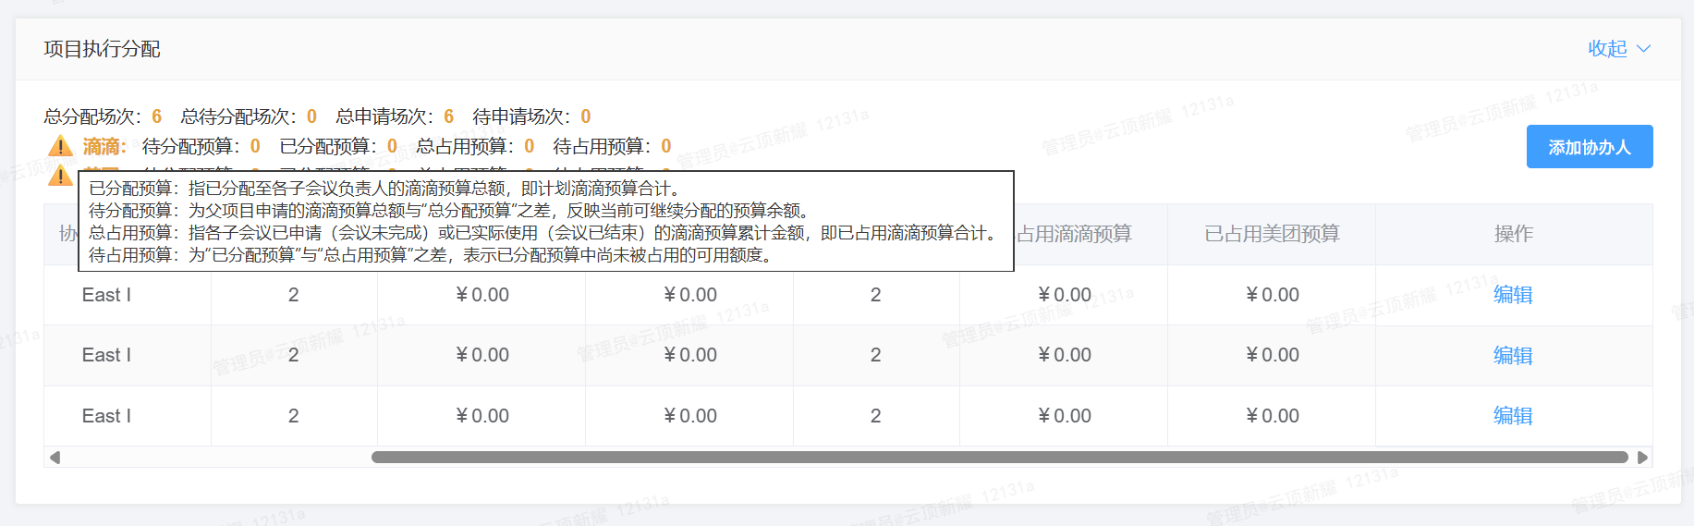 项目执行分配
收起
总分配场次：6 总待分配场次：0 总申请场次：6 待申请场次：0
滴滴： 待分配预算：0 已分配预算：0 总占用预算：0 待占用预算：0
添加协办人
已分配预算：指已分配至各子会议负责人的滴滴预算总额，即计划滴滴预算合计。
待分配预算：为父项目申请的滴滴预算总额与“总分配预算”之差，反映当前可继续分配的预算余额。
总占用预算：指各子会议已申请（会议未完成）或已实际使用（会议已结束）的滴滴预算累计金额，即已占用滴滴预算合计。
待占用预算：为“已分配预算”与“总占用预算”之差，表示已分配预算中尚未被占用的可用额度。
协 占用滴滴预算 已占用美团预算 操作
East I 2 ¥0.00 ¥0.00 2 ¥0.00 ¥0.00 编辑
East I 2 ¥0.00 ¥0.00 2 ¥0.00 ¥0.00 编辑
East I 2 ¥0.00 ¥0.00 2 ¥0.00 ¥0.00 编辑
管理员@云顶新耀 12131a